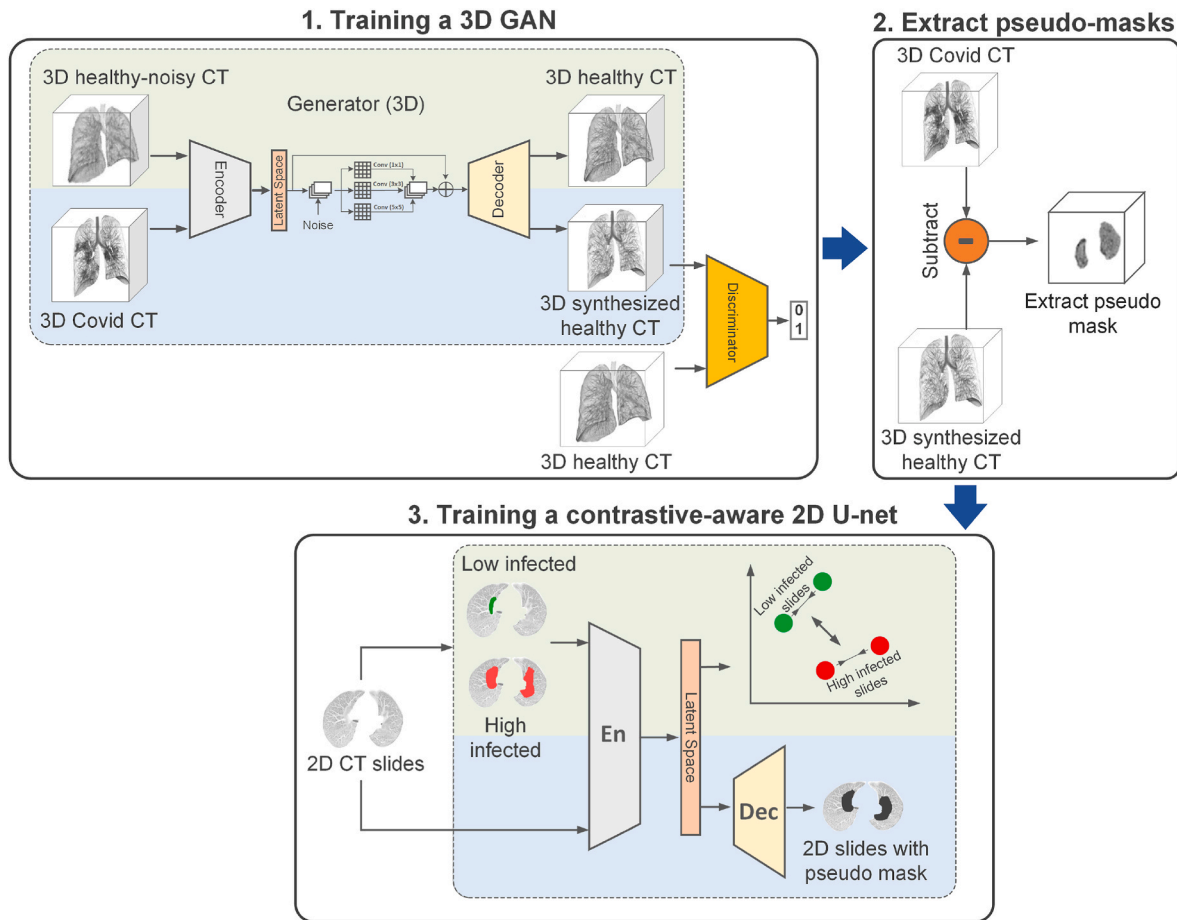 1. Training a 3D GAN
3D healthy-noisy CT
3D healthy CT
Generator (3D)
Encoder
Latent Space
Conv (1x1)
Conv (3x3)
Conv (5x5)
Noise
Decoder
3D Covid CT
3D synthesized
healthy CT
Discriminator
0
1
3D healthy CT
2. Extract pseudo-masks
3D Covid CT
Subtract
-
Extract pseudo
mask
3D synthesized
healthy CT
3. Training a contrastive-aware 2D U-net
Low infected
High
infected
2D CT slides
En
Latent Space
Low infected
slides
High infected
slides
Dec
2D slides with
pseudo mask